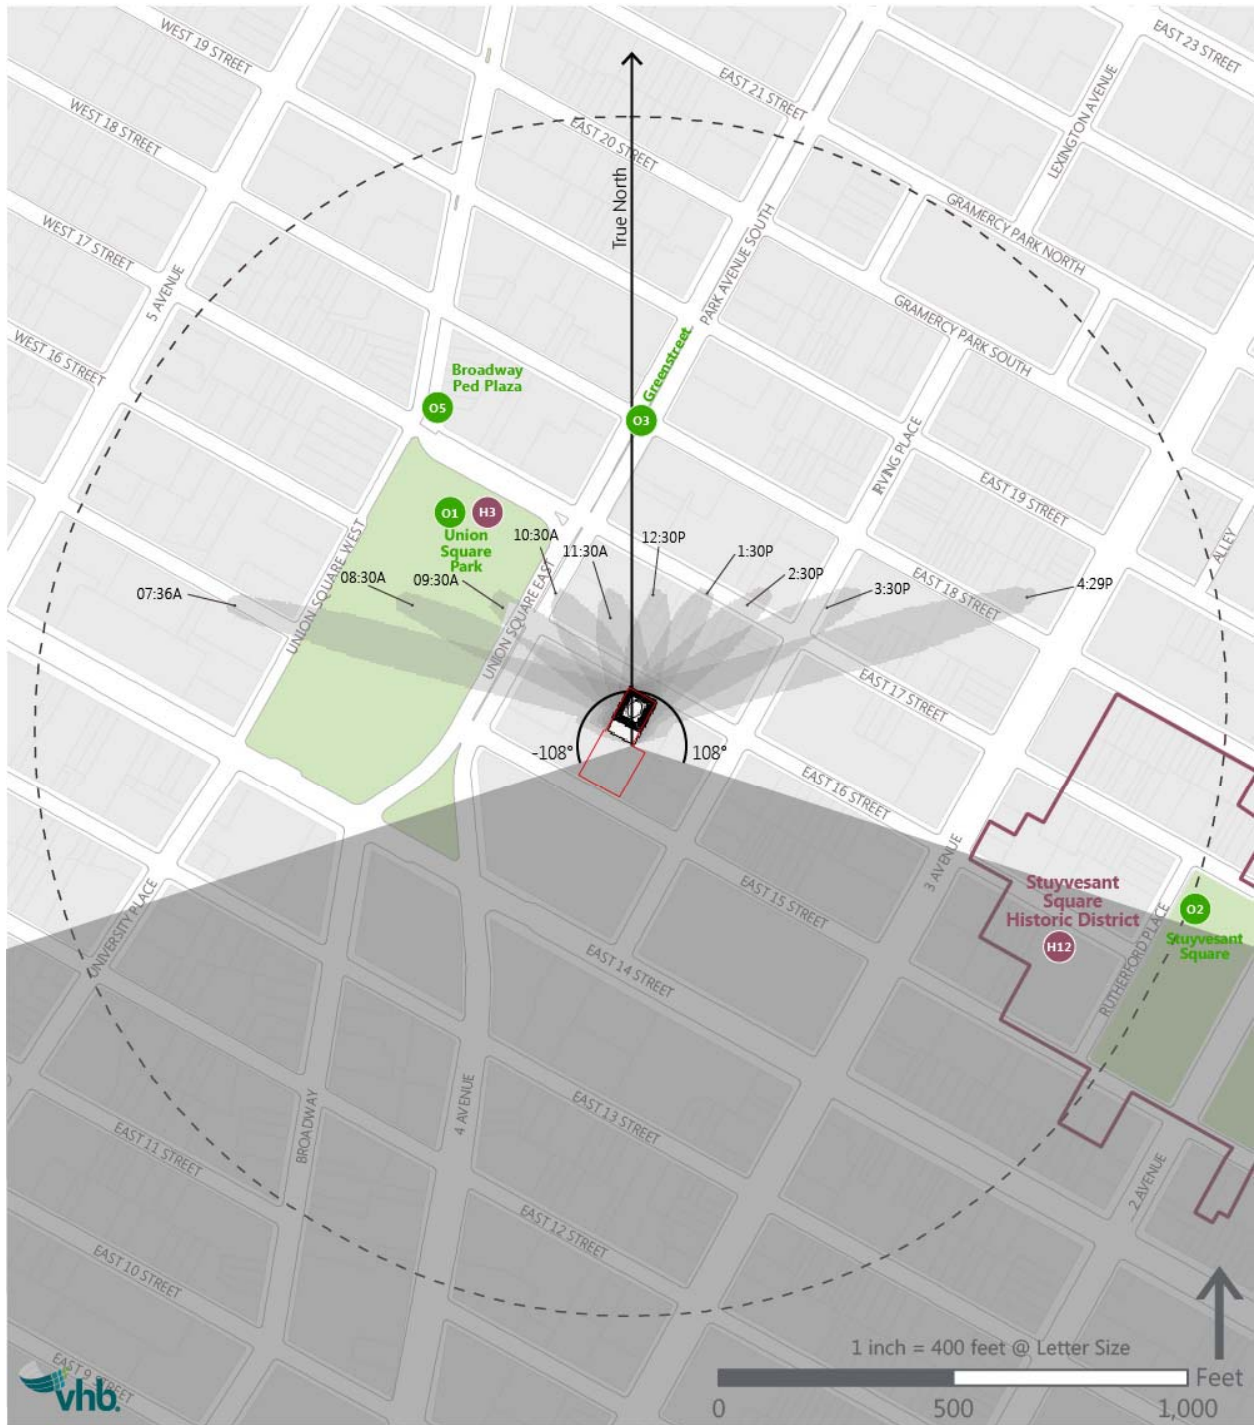 WEST 19 STREET
EAST 23 STREET
EAST 21 STREET
WEST 18 STREET
EAST 20 STREET
LEXINGTON AVENUE
True North
WEST 17 STREET
GRAMERCY PARK NORTH
5 AVENUE
PARK AVENUE SOUTH
GRAMERCY PARK SOUTH
WEST 16 STREET
Broadway
Ped Plaza
Greenstreet
O5
O3
IRVING PLACE
EAST 19 STREET
O1
H3
Union
Square
Park
UNION SQUARE WEST
10:30A
11:30A
12:30P
1:30P
ALLEY
07:36A
08:30A
09:30A
2:30P
3:30P
EAST 18 STREET
4:29P
UNION SQUARE EAST
EAST 17 STREET
-108°
108°
EAST 16 STREET
3 AVENUE
Stuyvesant
Square
Historic District
H12
EAST 15 STREET
UNIVERSITY PLACE
RUTHERFORD PLACE
O2
Stuyvesant
Square
EAST 14 STREET
4 AVENUE
BROADWAY
EAST 13 STREET
EAST 11 STREET
2 AVENUE
EAST 12 STREET
EAST 10 STREET
EAST 9 STREET
vhb.
1 inch = 400 feet @ Letter Size
Feet
0 500 1,000